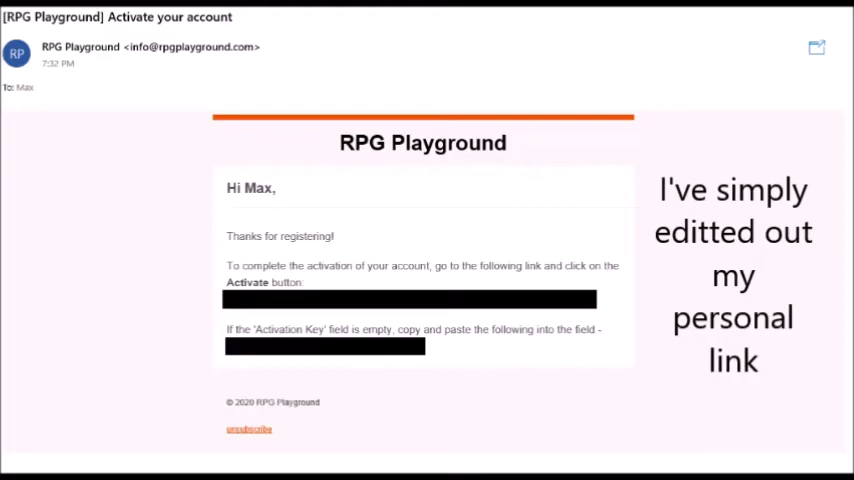 [RPG Playground] Activate your account
RP
RPG Playground <info@rpgplayground.com>
7:32 PM
To: Max
RPG Playground
Hi Max,
Thanks for registering!
To complete the activation of your account, go to the following link and click on the
Activate button:
If the 'Activation Key' field is empty, copy and paste the following into the field -
© 2020 RPG Playground
unsubscribe
I've simply
editted out
my
personal
link